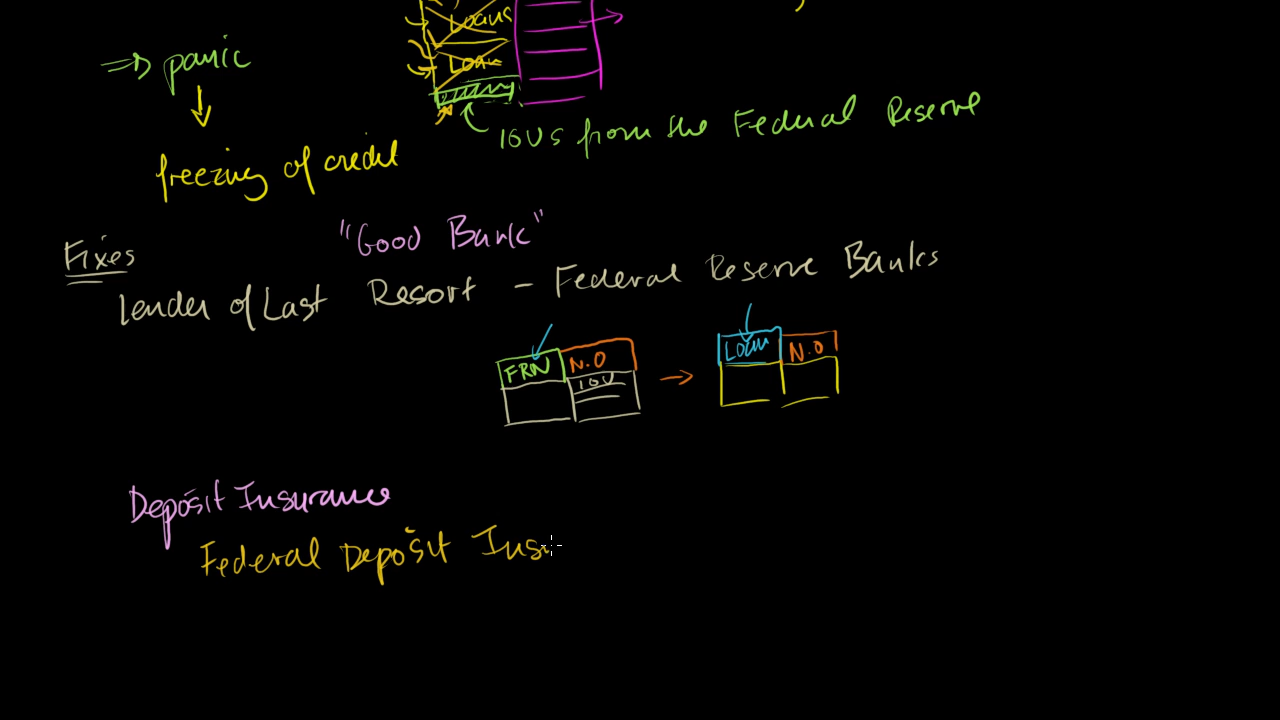 Loans
Loan
=> panic
IOUs from the Federal Reserve
freezing of credit
"Good Bank"
Fixes
Lender of Last Resort - Federal Reserve Banks
FRN N.O → Loan N.O
IOU
Deposit Insurance
Federal Deposit Insu